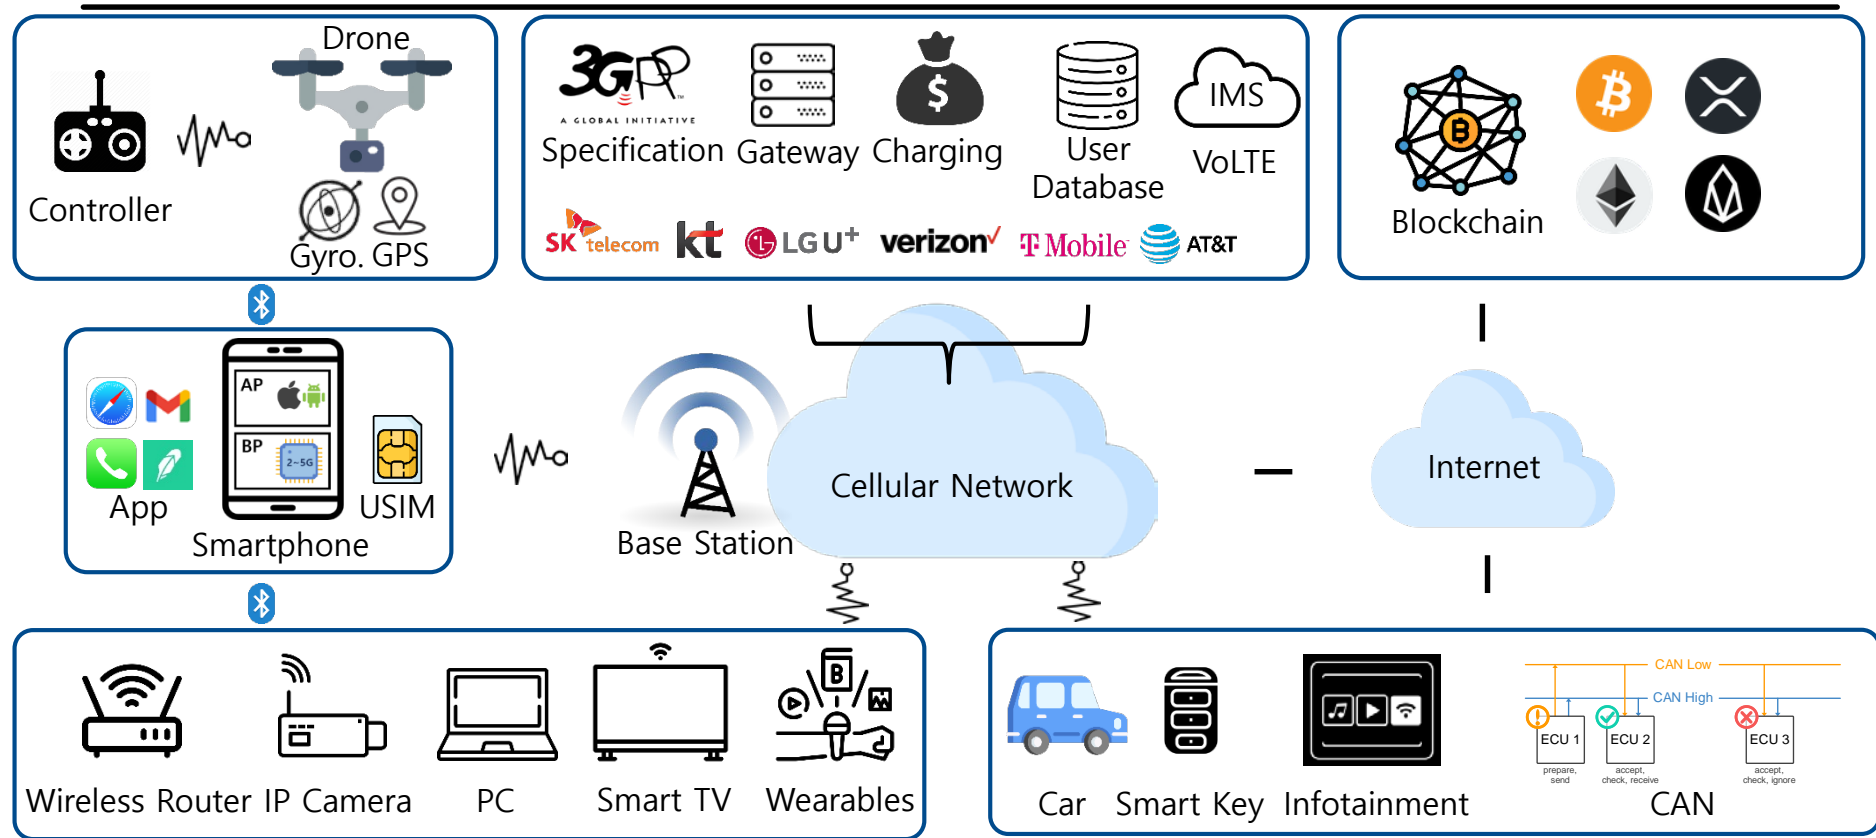 Drone
Controller
Gyro. GPS
3GPP™
A GLOBAL INITIATIVE
Specification
Gateway
$
Charging
User
Database
IMS
VoLTE
SK telecom
kt
LG U+
verizon✓
T Mobile
AT&T
B
Blockchain
AP
BP
2~5G
App
USIM
Smartphone
Base Station
Cellular Network
Internet
Wireless Router
IP Camera
PC
Smart TV
B
Wearables
Car
Smart Key
Infotainment
CAN Low
CAN High
ECU 1
prepare,
send
ECU 2
accept,
check, receive
ECU 3
accept,
check, ignore
CAN